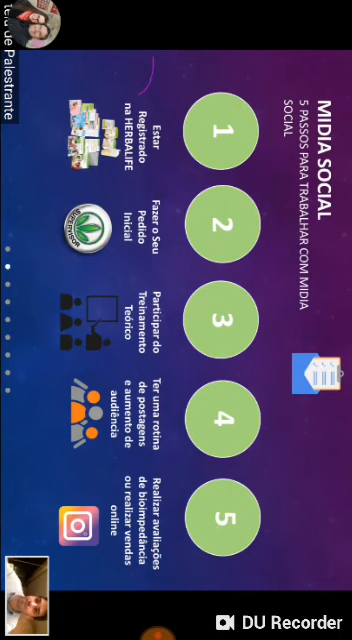 Tela de Palestrante
MIDIA SOCIAL
5 PASSOS PARA TRABALHAR COM MIDIA
SOCIAL
1
Estar
Registrado
na HERBALIFE
2
Fazer o Seu
Pedido
Inicial
3
Participar do
Treinamento
Teórico
4
Ter uma rotina
de postagens
e aumento de
audiência
5
Realizar avaliações
de bioimpedância
ou realizar vendas
online
DU Recorder